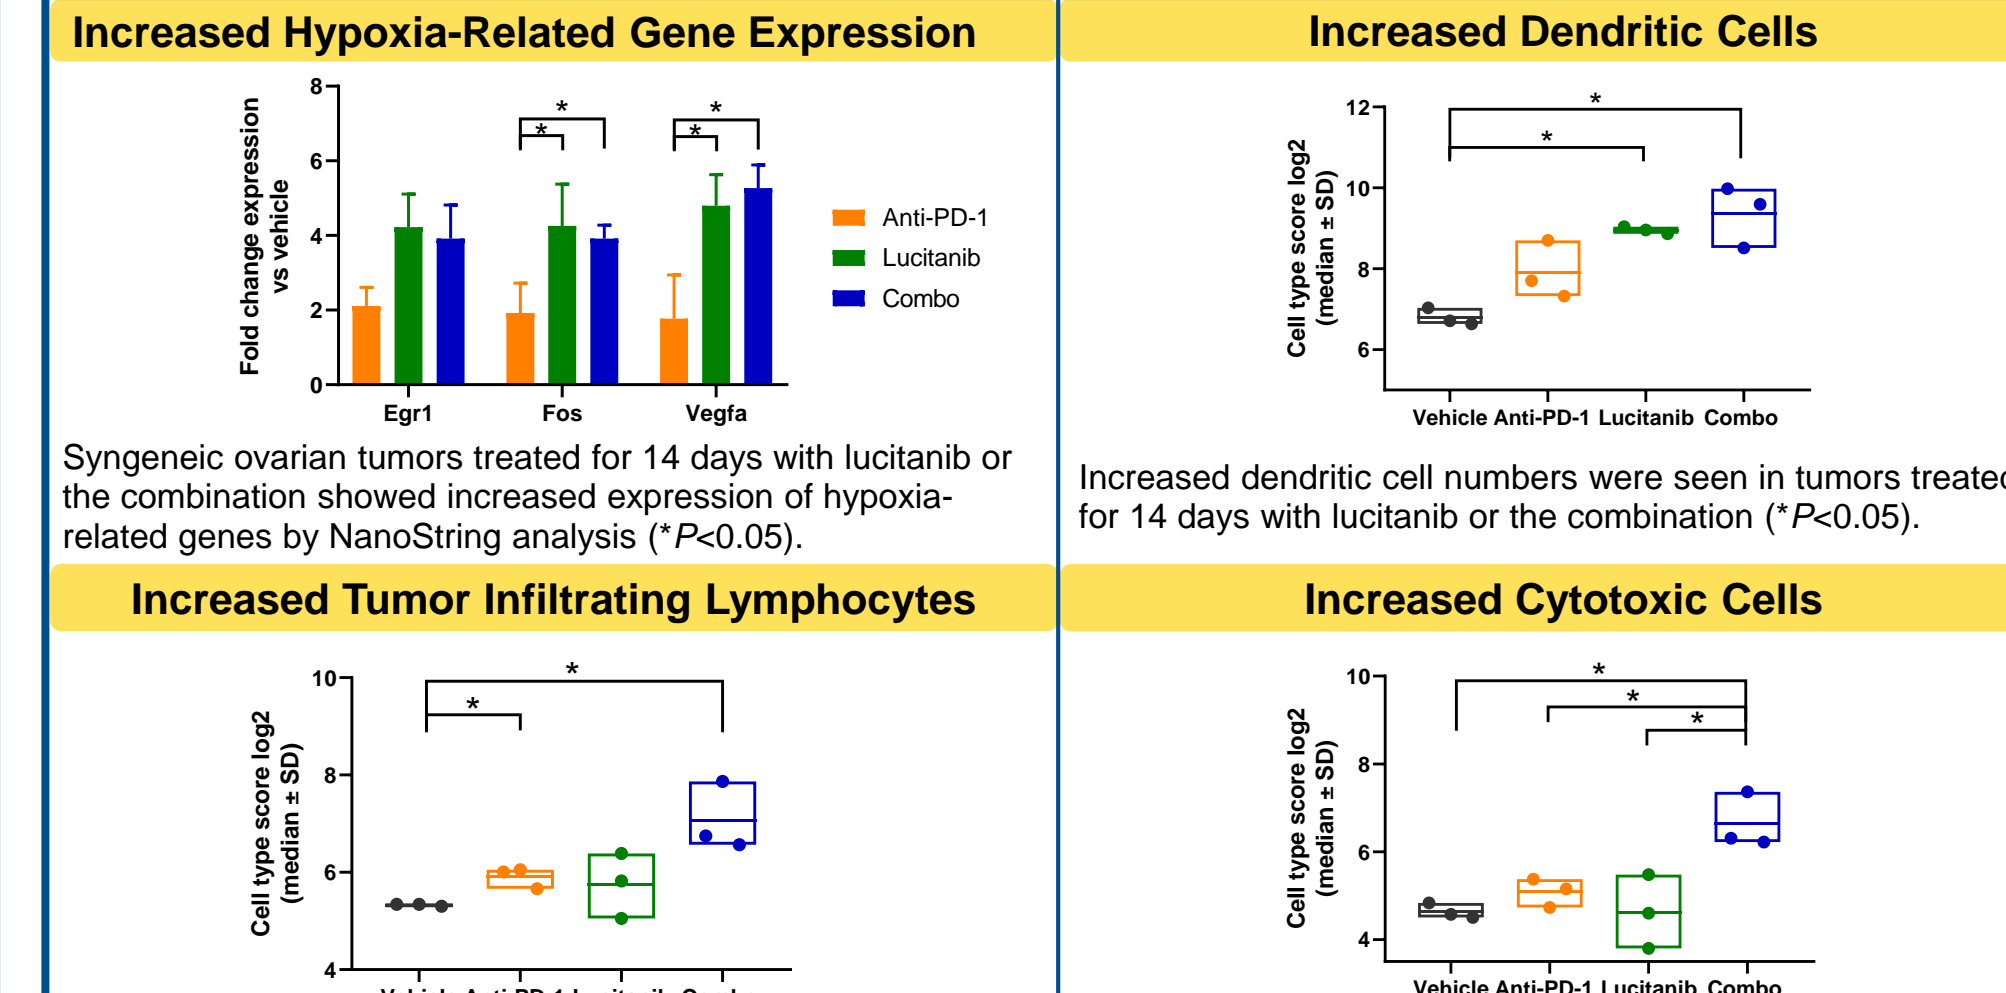 Increased Hypoxia-Related Gene Expression
8
6
4
2
0
Fold change expression
vs vehicle
*
*
*
*
Egr1
Fos
Vegfa
Anti-PD-1
Lucitanib
Combo
Syngeneic ovarian tumors treated for 14 days with lucitanib or
the combination showed increased expression of hypoxia-
related genes by NanoString analysis (*P<0.05).
Increased Dendritic Cells
12
10
8
6
Cell type score log2
(median ± SD)
*
*
Vehicle Anti-PD-1 Lucitanib Combo
Increased dendritic cell numbers were seen in tumors treated
for 14 days with lucitanib or the combination (*P<0.05).
Increased Tumor Infiltrating Lymphocytes
10
8
6
4
Cell type score log2
(median ± SD)
*
*
Vehicle Anti-PD-1 Lucitanib Combo
Increased Cytotoxic Cells
10
8
6
4
Cell type score log2
(median ± SD)
*
*
*
Vehicle Anti-PD-1 Lucitanib Combo